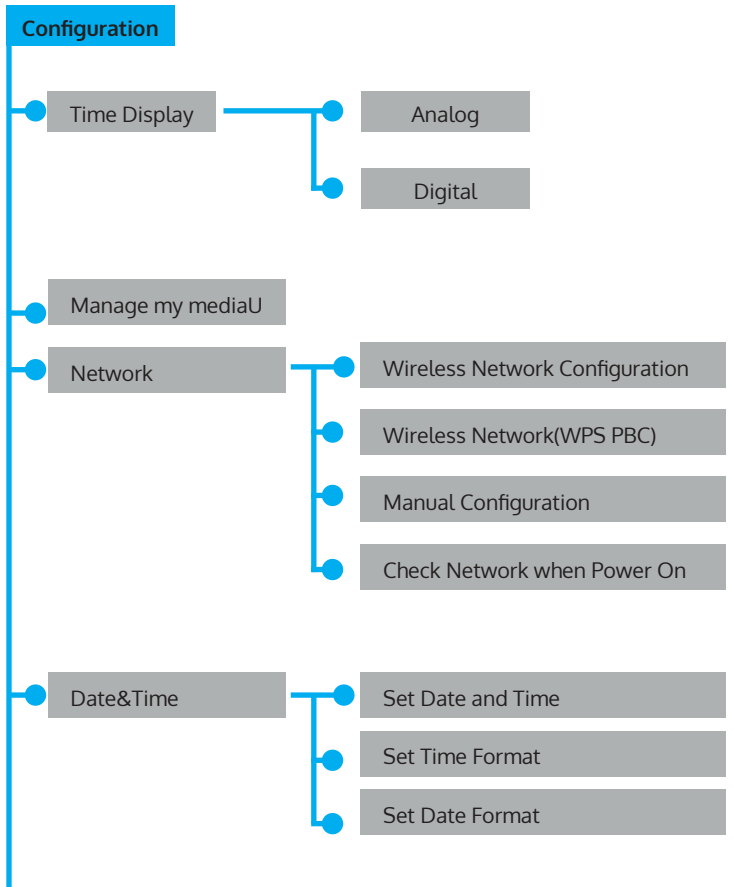 Configuration
Time Display
Analog
Digital
Manage my mediaU
Network
Wireless Network Configuration
Wireless Network(WPS PBC)
Manual Configuration
Check Network when Power On
Date&Time
Set Date and Time
Set Time Format
Set Date Format